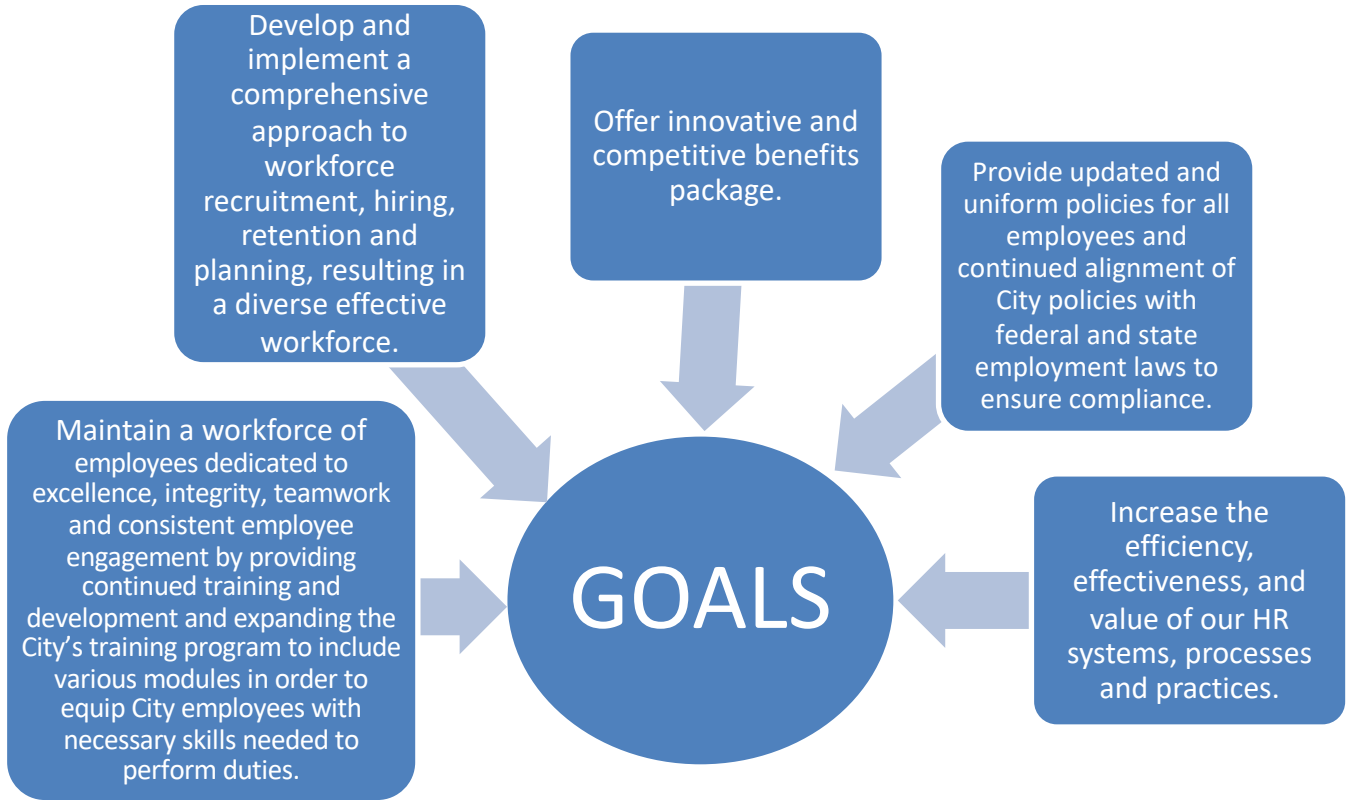 Develop and
implement a
comprehensive
approach to
workforce
recruitment, hiring,
retention and
planning, resulting in
a diverse effective
workforce.
Offer innovative and
competitive benefits
package.
Provide updated and
uniform policies for all
employees and
continued alignment of
City policies with
federal and state
employment laws to
ensure compliance.
Maintain a workforce of
employees dedicated to
excellence, integrity, teamwork
and consistent employee
engagement by providing
continued training and
development and expanding the
City’s training program to include
various modules in order to
equip City employees with
necessary skills needed to
perform duties.
GOALS
Increase the
efficiency,
effectiveness, and
value of our HR
systems, processes
and practices.